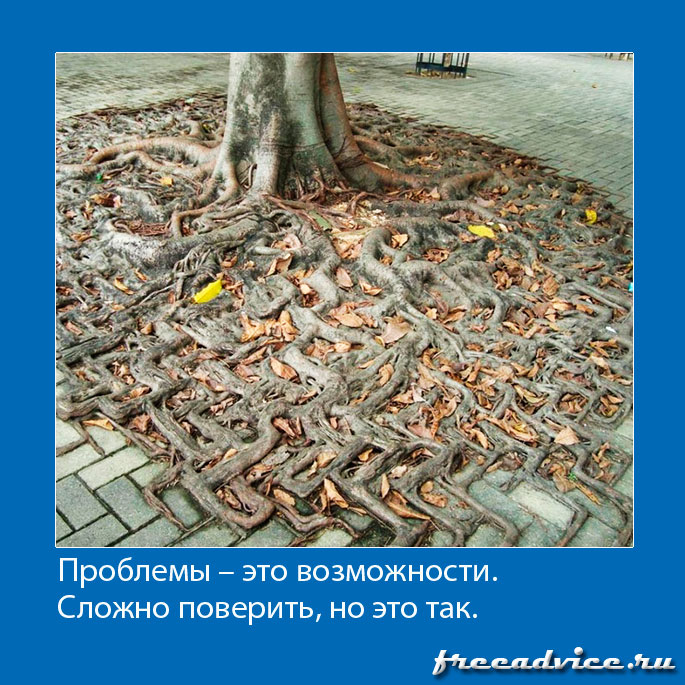 Проблемы – это возможности.
Сложно поверить, но это так.
freeadvice.ru